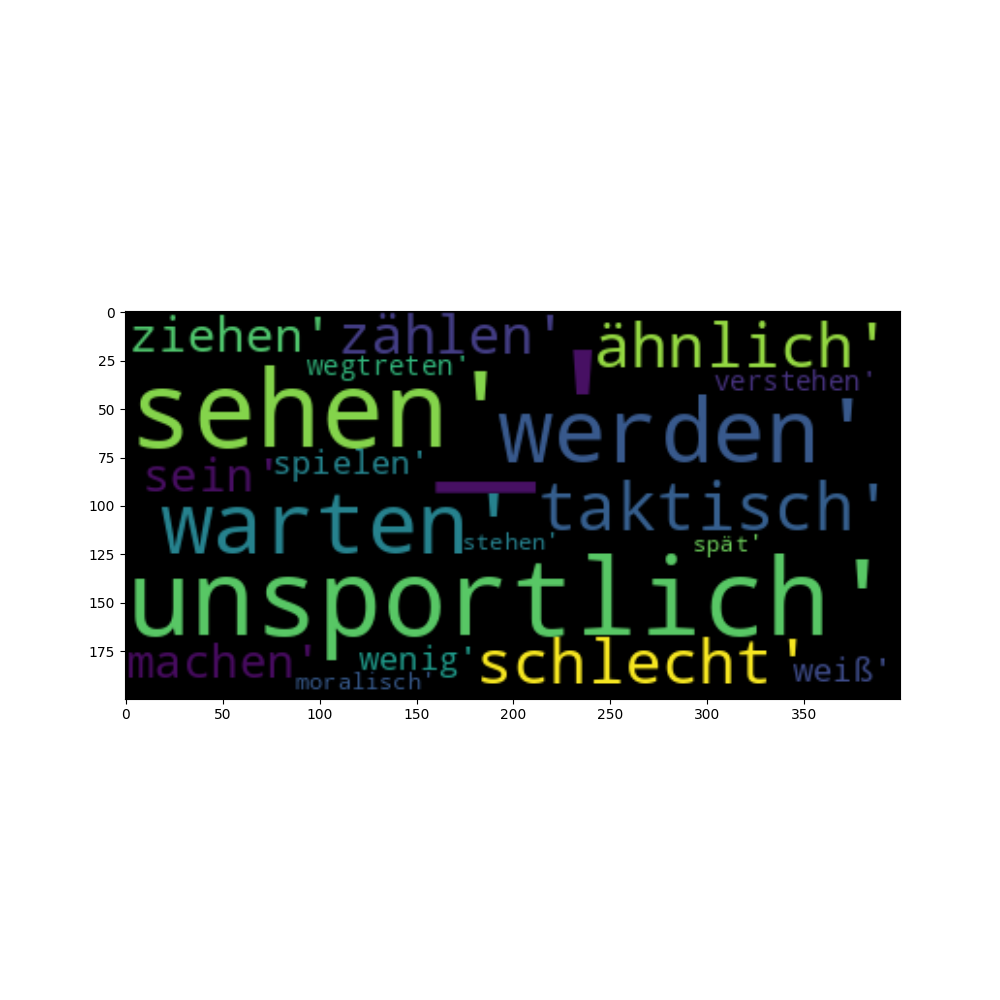 ziehen' zählen' ähnlich'
wegtreten' '
verstehen'
sehen' werden'
sein' spielen'
_ taktisch'
warten' stehen' spät'
unsportlich'
machen' wenig' schlecht' weiß'
moralisch'
0
25
50
75
100
125
150
175
0 50 100 150 200 250 300 350